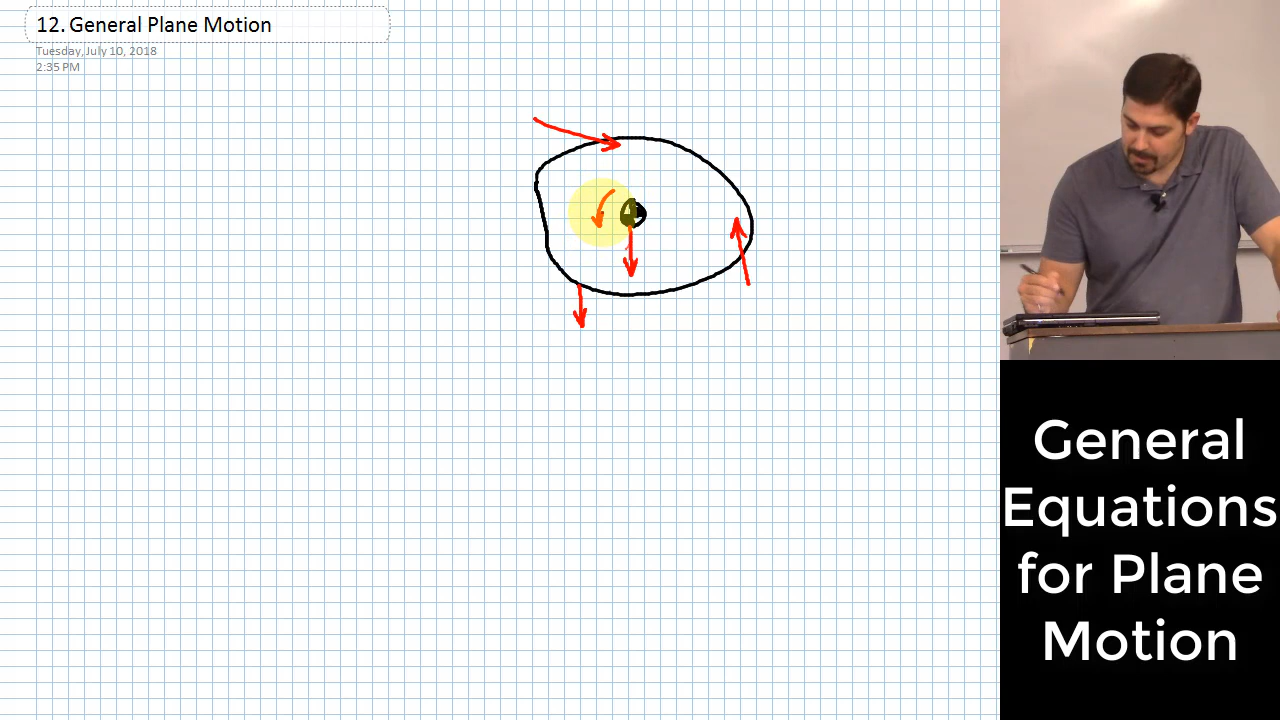 12. General Plane Motion
Tuesday, July 10, 2018
2:35 PM
General
Equations
for Plane
Motion